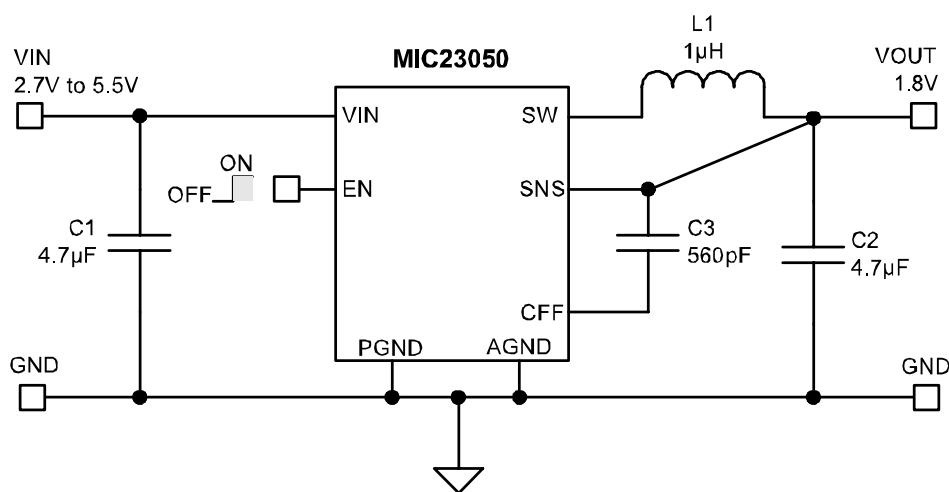 L1
1µH
MIC23050
VIN
2.7V to 5.5V
VOUT
1.8V
VIN
SW
ON
OFF
EN
SNS
C1
4.7µF
C3
560pF
C2
4.7µF
CFF
PGND
AGND
GND
GND